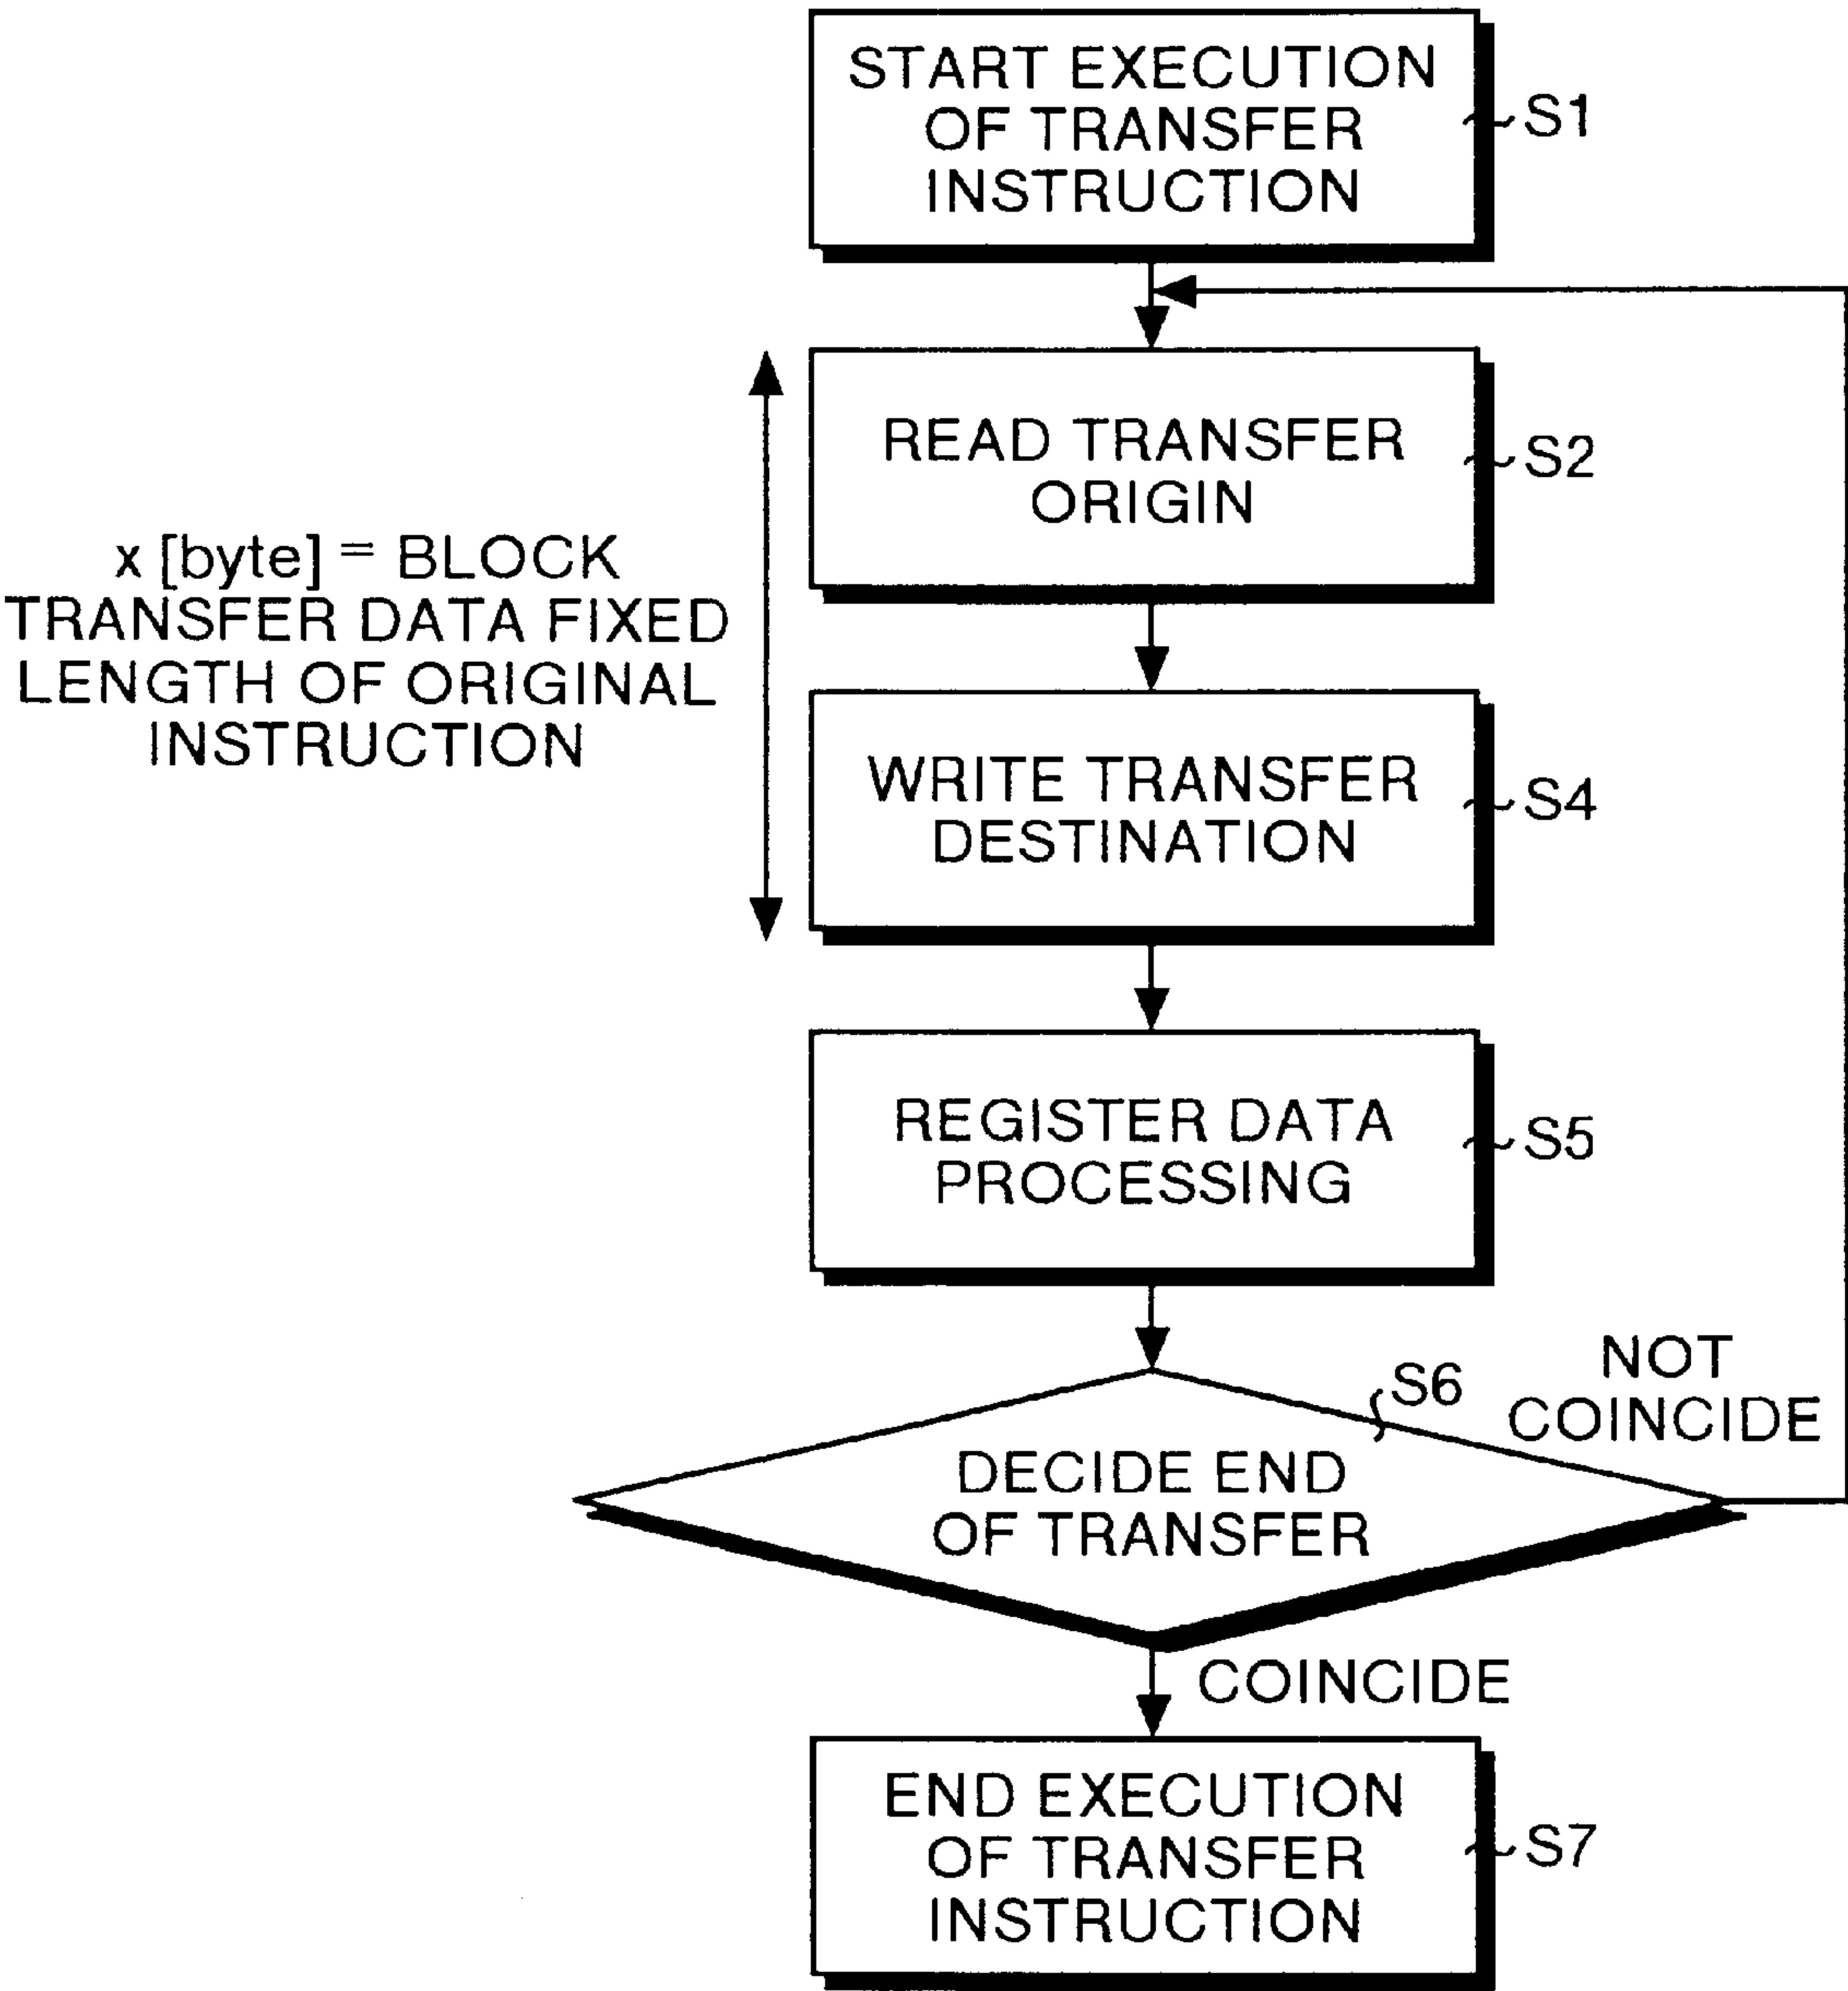 START EXECUTION
OF TRANSFER
INSTRUCTION
S1
READ TRANSFER
ORIGIN
S2
x [byte] = BLOCK
TRANSFER DATA FIXED
LENGTH OF ORIGINAL
INSTRUCTION
WRITE TRANSFER
DESTINATION
S4
REGISTER DATA
PROCESSING
S5
S6
NOT
COINCIDE
DECIDE END
OF TRANSFER
COINCIDE
END EXECUTION
OF TRANSFER
INSTRUCTION
S7